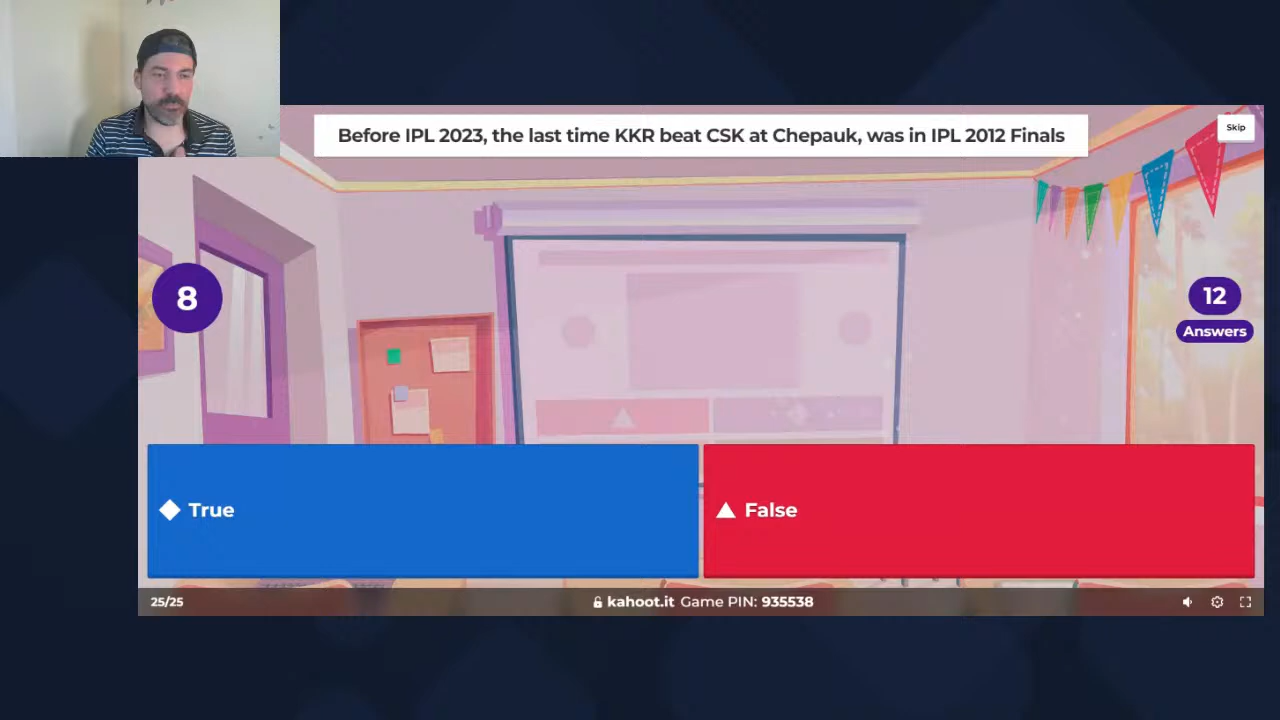 Before IPL 2023, the last time KKR beat CSK at Chepauk, was in IPL 2012 Finals
Skip
8
12
Answers
True
False
25/25
kahoot.it Game PIN: 935538